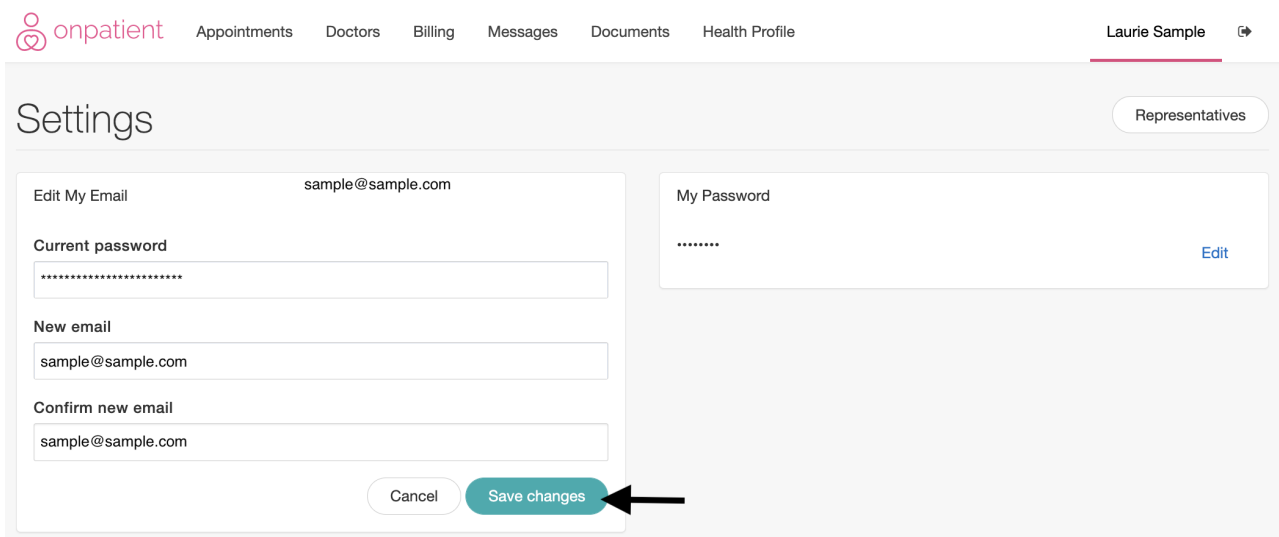 onpatient Appointments Doctors Billing Messages Documents Health Profile Laurie Sample
Settings Representatives
Edit My Email sample@sample.com
Current password
************************
New email
sample@sample.com
Confirm new email
sample@sample.com
Cancel Save changes
My Password
••••••••
Edit